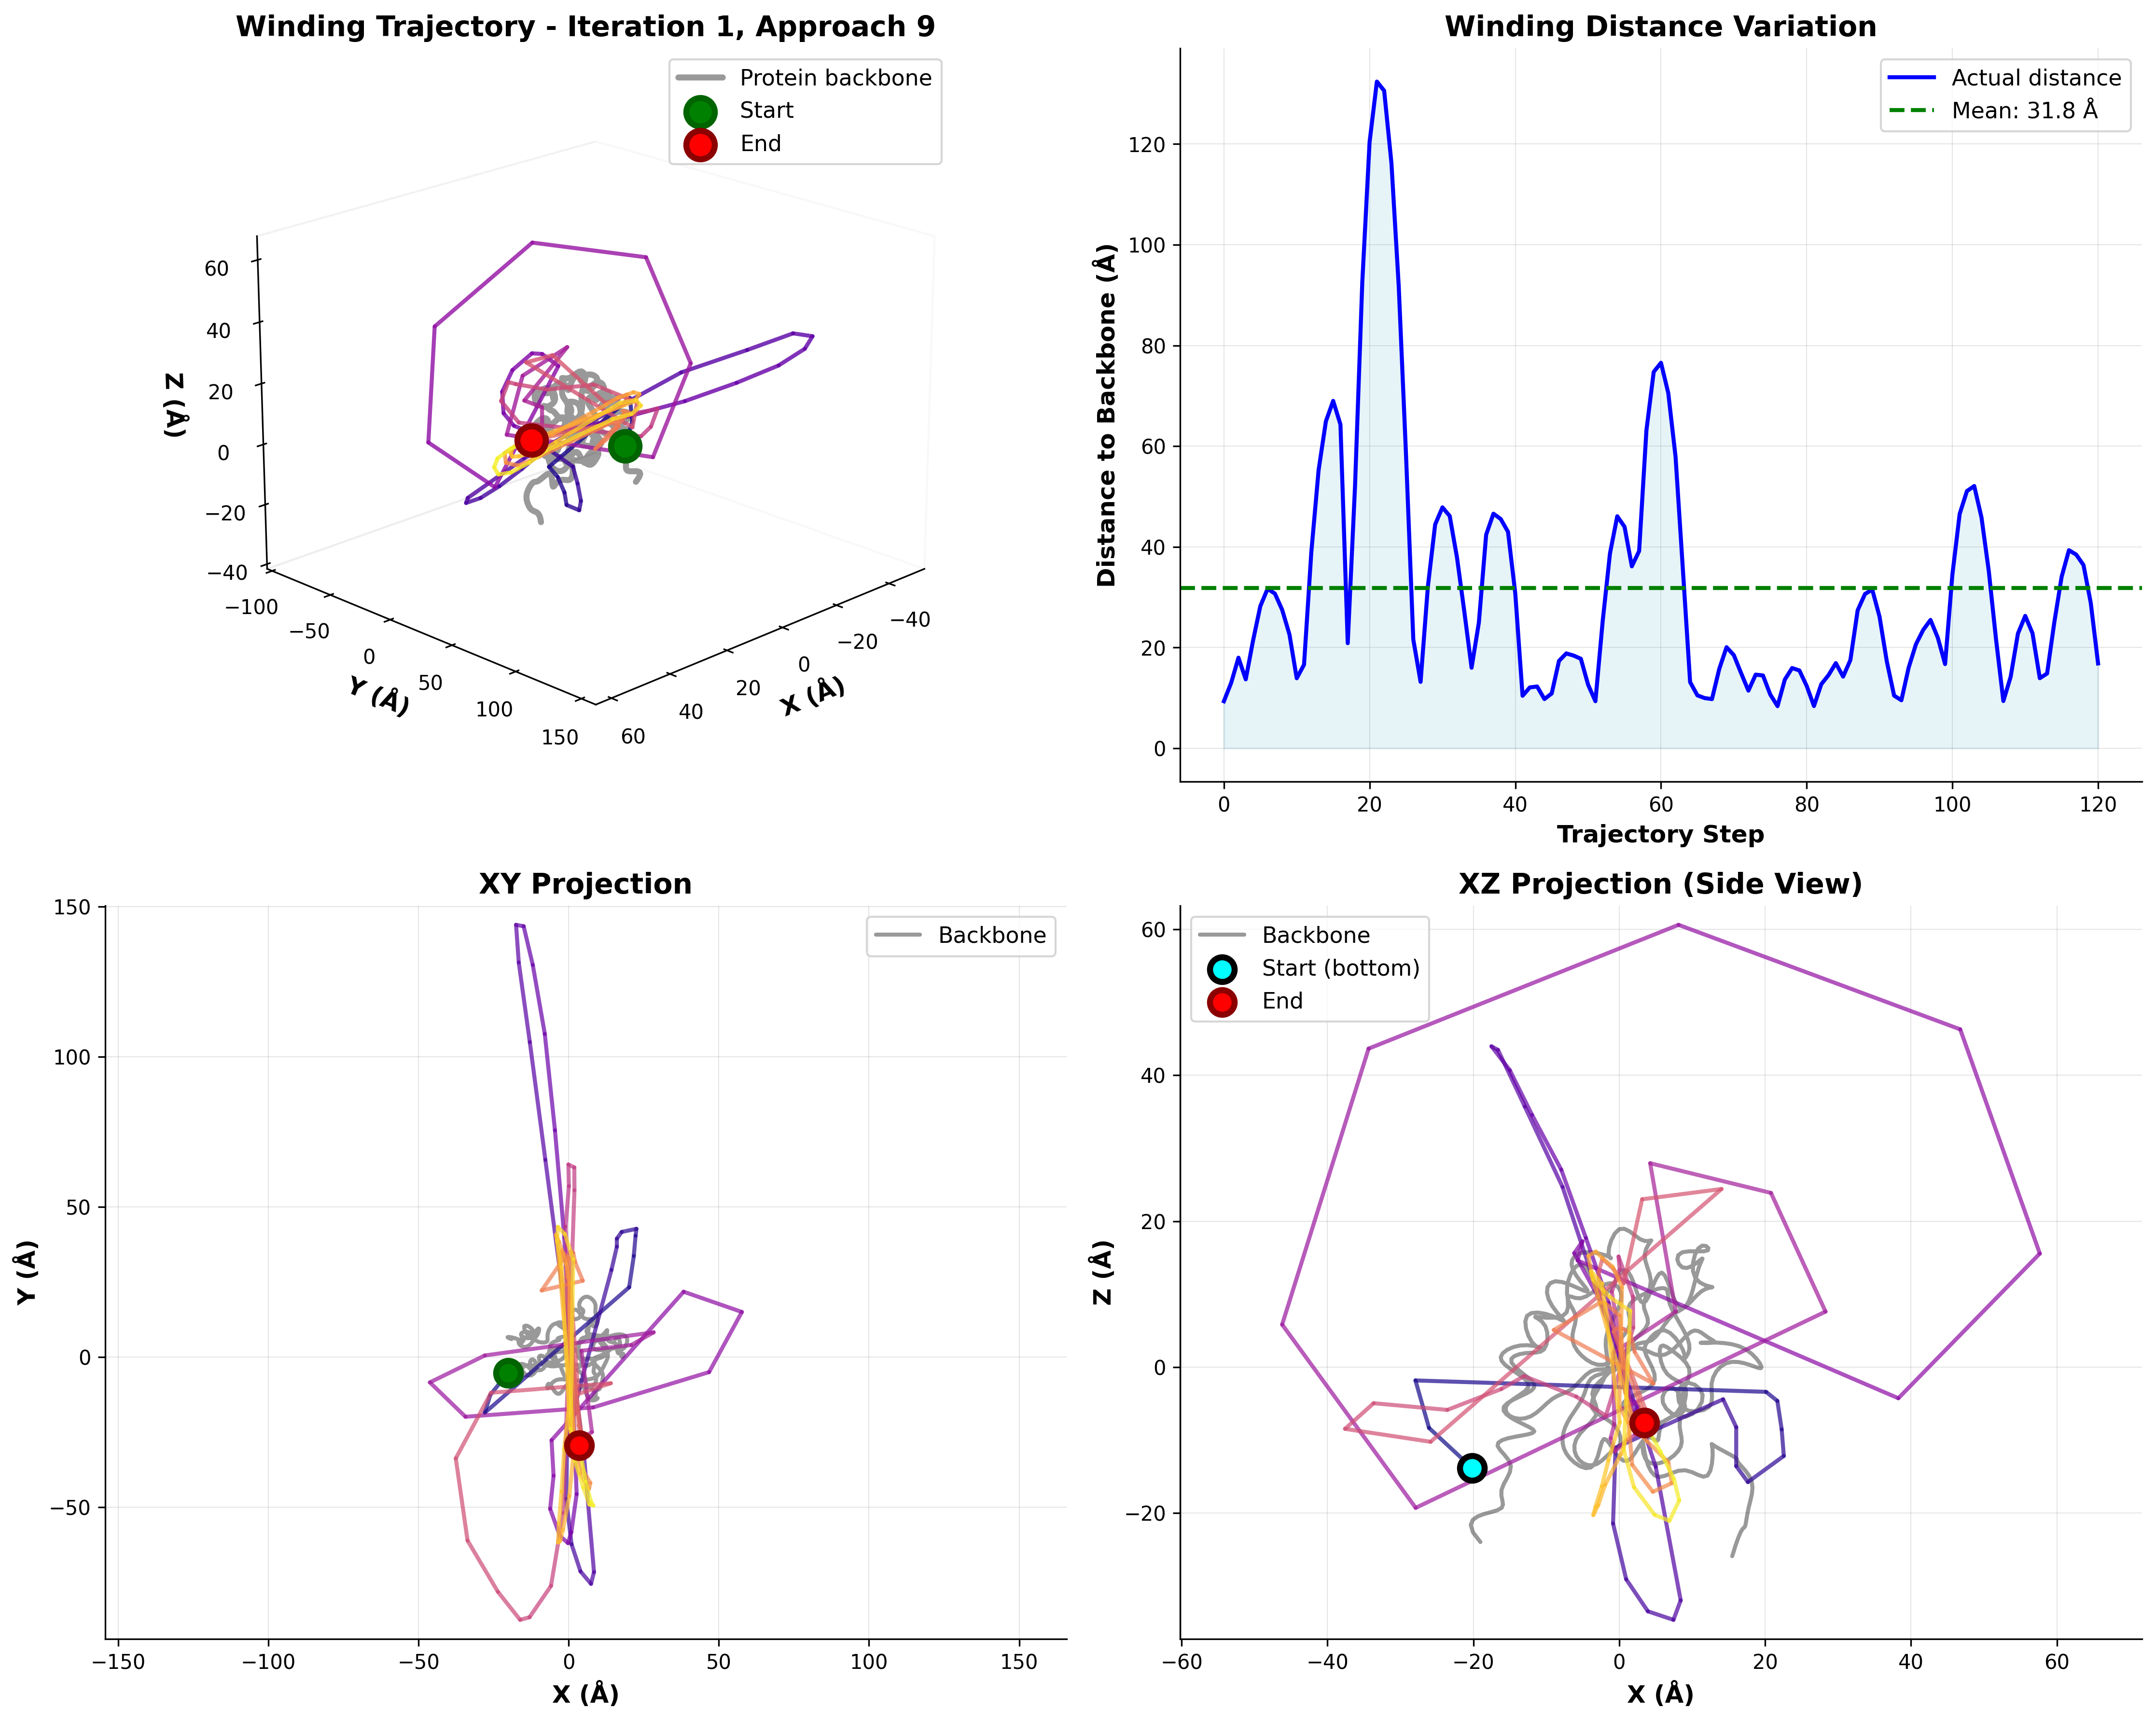 Winding Trajectory - Iteration 1, Approach 9
Protein backbone
Start
End
60
40
20
0
−20
−40
Z (Å)
−100
−50
0
50
100
150
Y (Å)
60
40
20
0
−20
−40
X (Å)
Winding Distance Variation
Actual distance
Mean: 31.8 Å
120
100
80
60
40
20
0
Distance to Backbone (Å)
0 20 40 60 80 100 120
Trajectory Step
XY Projection
Backbone
150
100
50
0
−50
Y (Å)
−150 −100 −50 0 50 100 150
X (Å)
XZ Projection (Side View)
Backbone
Start (bottom)
End
60
40
20
0
−20
Z (Å)
−60 −40 −20 0 20 40 60
X (Å)